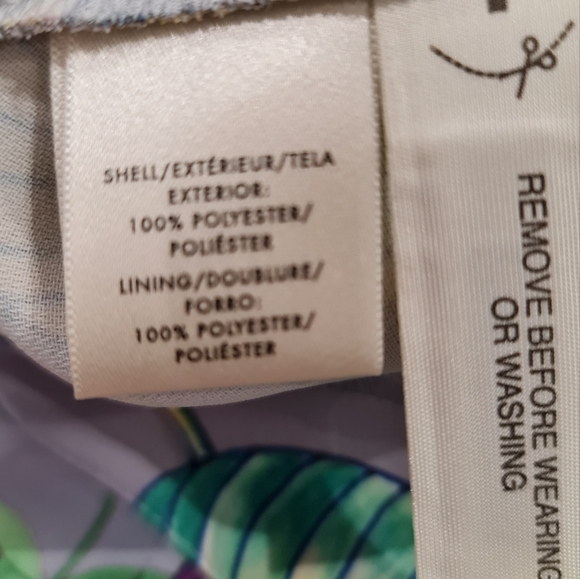 SHELL/EXTÉRIEUR/TELA
EXTERIOR:
100% POLYESTER/
POLIÉSTER
LINING/DOUBLURE/
FORRO:
100% POLYESTER/
POLIÉSTER
REMOVE BEFORE WEARING
OR WASHING